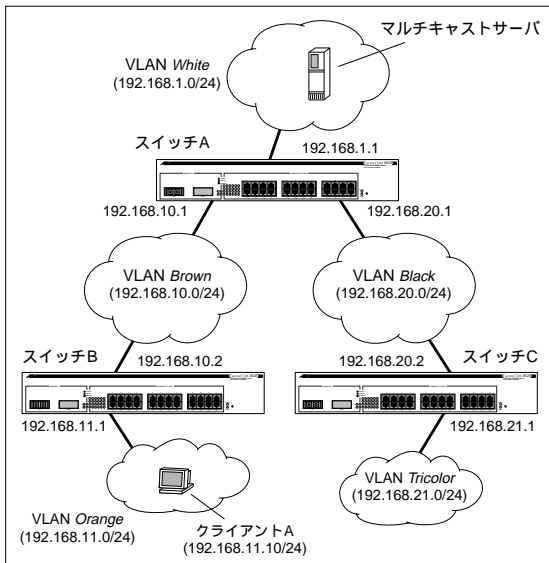 マルチキャストサーバ
VLAN White
(192.168.1.0/24)
スイッチA
192.168.1.1
192.168.10.1
192.168.20.1
VLAN Brown
(192.168.10.0/24)
VLAN Black
(192.168.20.0/24)
スイッチB
192.168.10.2
192.168.20.2
スイッチC
192.168.11.1
192.168.21.1
VLAN Orange
(192.168.11.0/24)
クライアントA
(192.168.11.10/24)
VLAN Tricolor
(192.168.21.0/24)